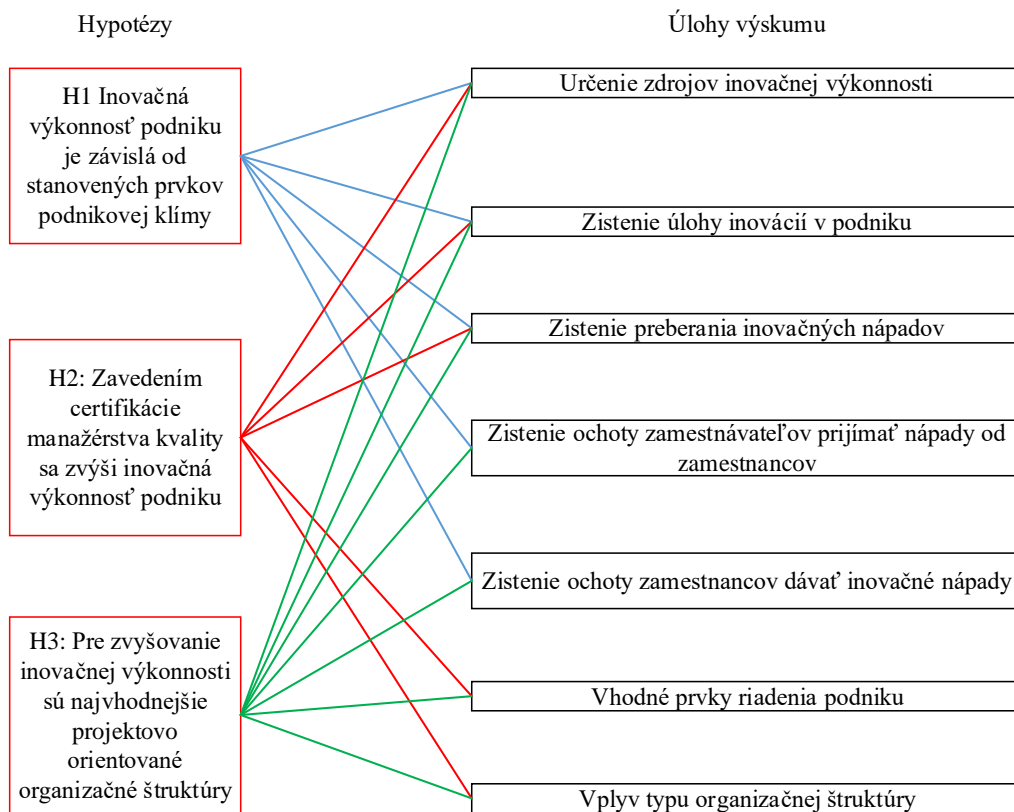 Hypotézy
Úlohy výskumu
H1 Inovačná
výkonnosť podniku
je závislá od
stanovených prvkov
podnikovej klímy
H2: Zavedením
certifikácie
manažérstva kvality
sa zvýši inovačná
výkonnosť podniku
H3: Pre zvyšovanie
inovačnej výkonnosti
sú najvhodnejšie
projektovo
orientované
organizačné štruktúry
Určenie zdrojov inovačnej výkonnosti
Zistenie úlohy inovácií v podniku
Zistenie preberania inovačných nápadov
Zistenie ochoty zamestnávateľov prijímať nápady od
zamestnancov
Zistenie ochoty zamestnancov dávať inovačné nápady
Vhodné prvky riadenia podniku
Vplyv typu organizačnej štruktúry